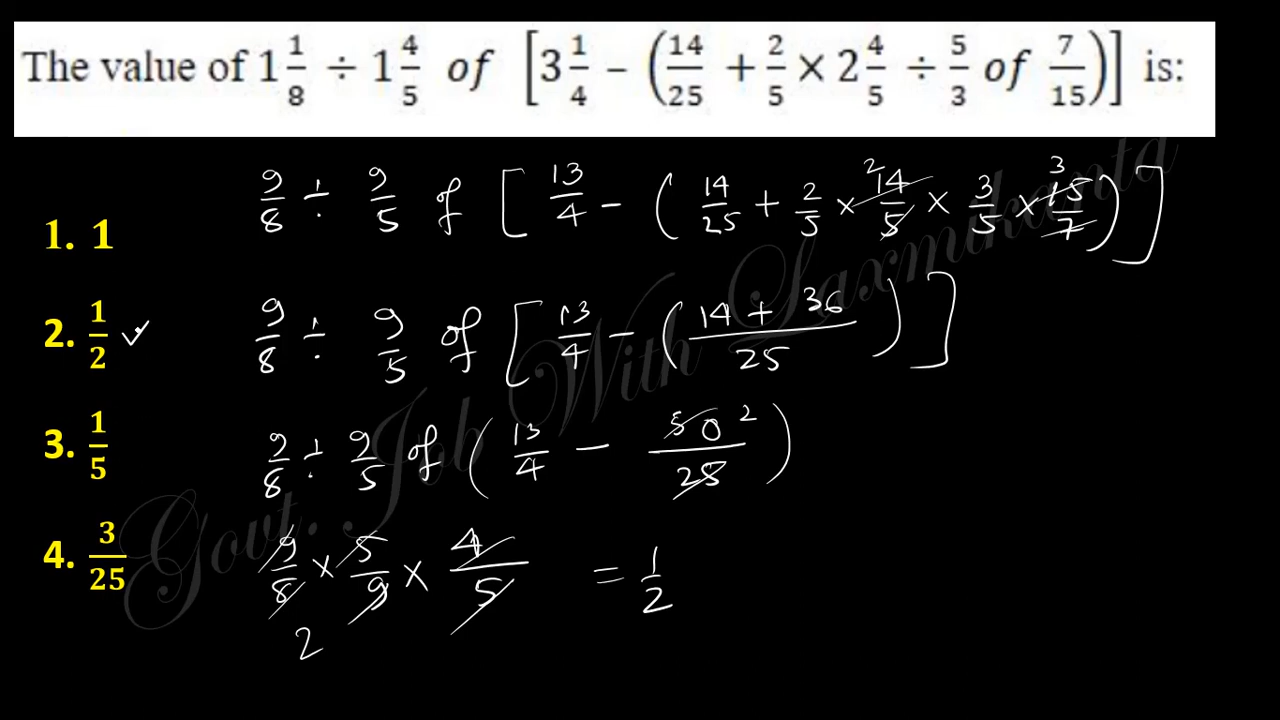 The value of 1 1/8 ÷ 1 4/5 of [3 1/4 − (14/25 + 2/5 × 2 4/5 ÷ 5/3 of 7/15)] is:
9/8 ÷ 9/5 of [13/4 − (14/25 + 2/5 × 14/5 2 × 3/5 × 15/7 3)]
1. 1
2. 1/2 ✓
9/8 ÷ 9/5 of [13/4 − (14 + 36/25)]
3. 1/5
9/8 ÷ 9/5 of (13/4 − 50/25 2)
4. 3/25
9/8 2 × 5/9 × 4/5 = 1/2
Govt. Job With Laxmikanta